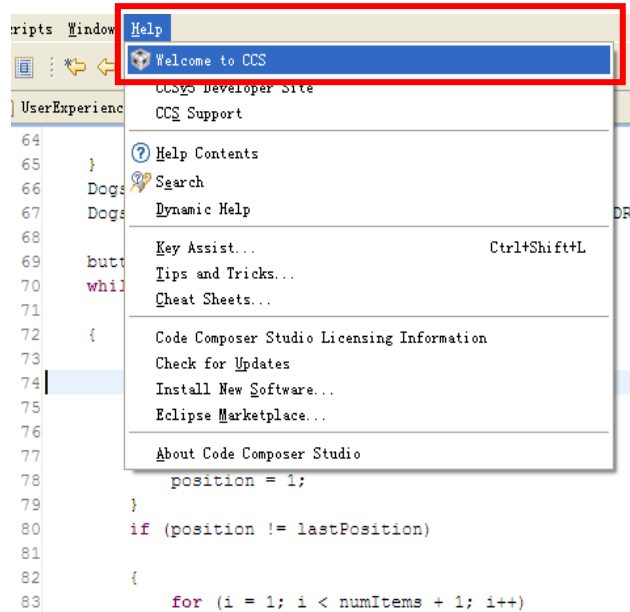 Window Help
Welcome to CCS
CCSv5 Developer Site
UserExperienc
CCS Support
64
Help Contents
65 }
Search
66 Dogs
Dynamic Help
67 Dogs DR
68
Key Assist... Ctrl+Shift+L
69 butt
Tips and Tricks...
70 whil
Cheat Sheets...
71
72 {
Code Composer Studio Licensing Information
73
Check for Updates
74
Install New Software...
75
Eclipse Marketplace...
76
77
About Code Composer Studio
78 position = 1;
79 }
80 if (position != lastPosition)
81
82 {
83 for (i = 1; i < numItems + 1; i++)